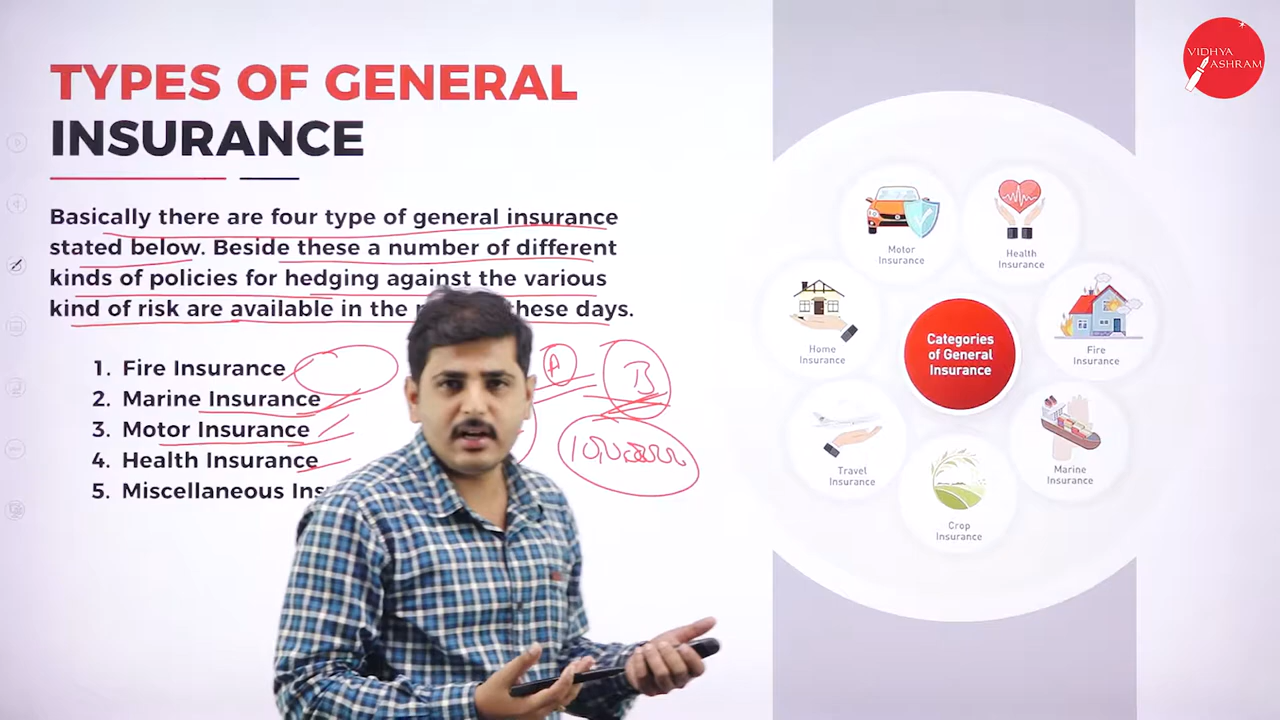 TYPES OF GENERAL
INSURANCE
Basically there are four type of general insurance
stated below. Beside these a number of different
kinds of policies for hedging against the various
kind of risk are available in the these days.
1. Fire Insurance
2. Marine Insurance
3. Motor Insurance
4. Health Insurance
5. Miscellaneous
A
B
VIDHYA
ASHRAM
Motor
Insurance
Health
Insurance
Home
Insurance
Categories
of General
Insurance
Fire
Insurance
Travel
Insurance
Marine
Insurance
Crop
Insurance